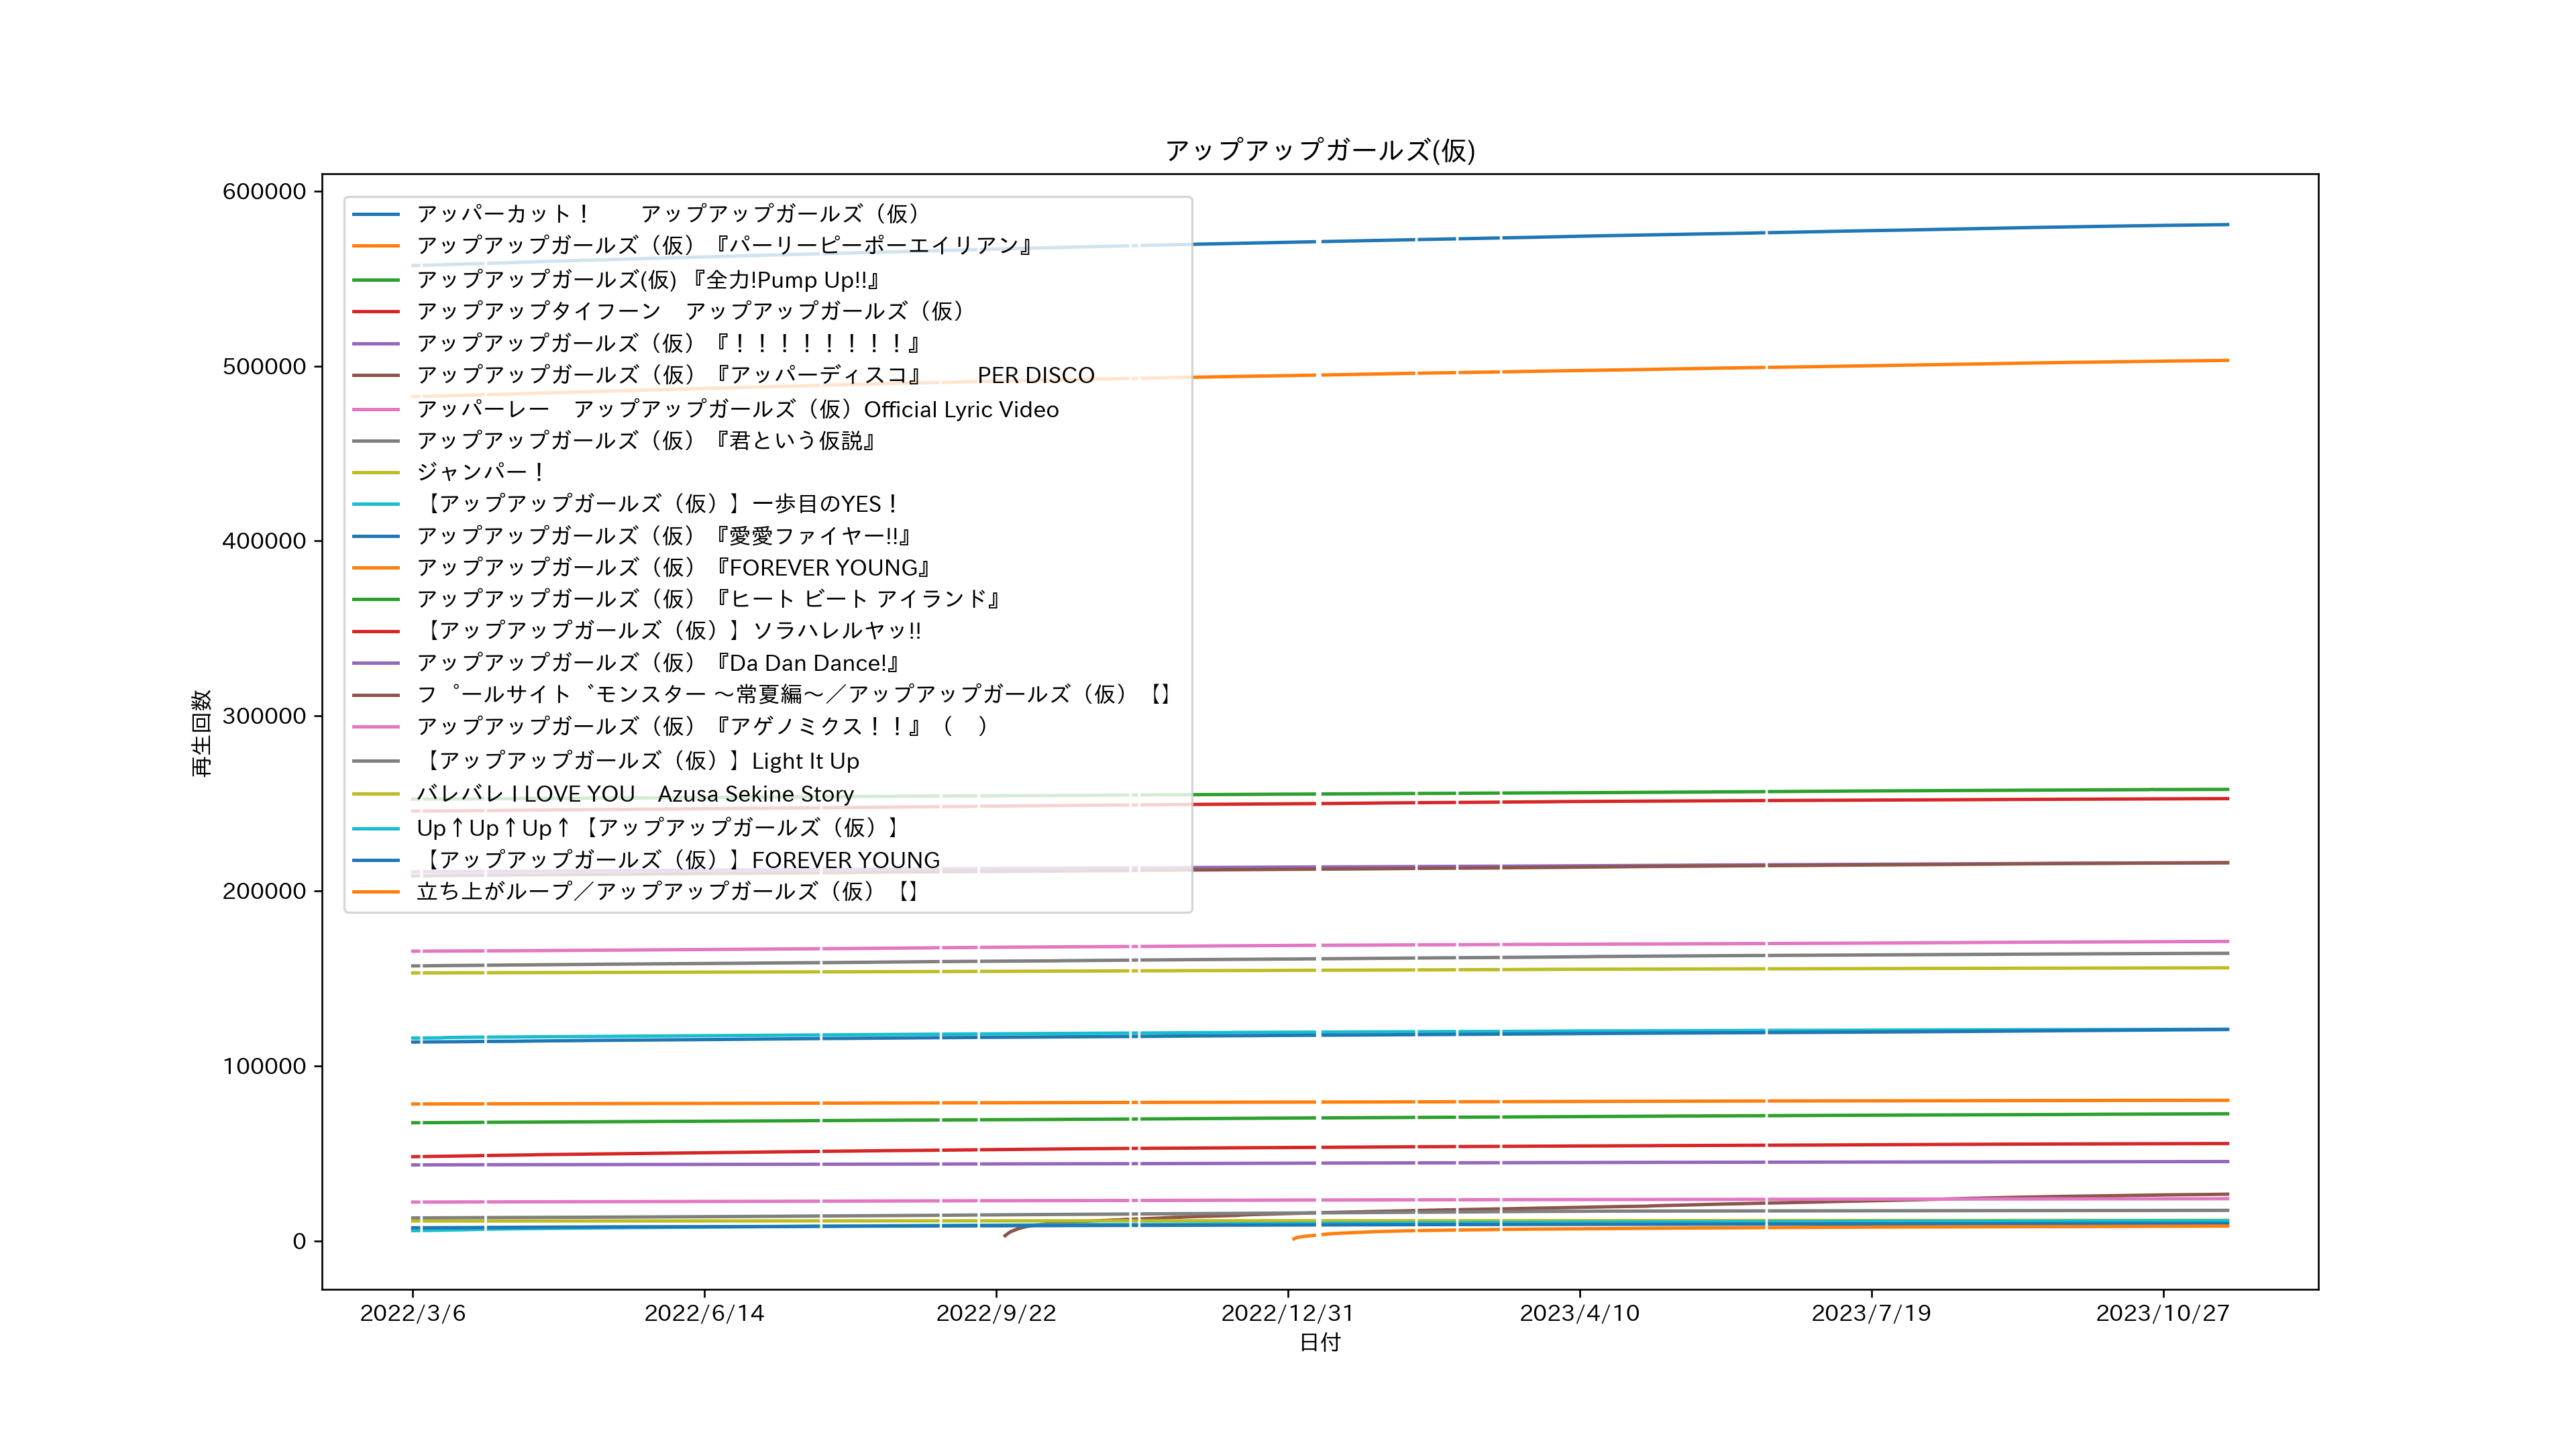 アップアップガールズ(仮)
600000
500000
400000
300000
200000
100000
0
再生回数
アッパーカット！　　アップアップガールズ（仮）
アップアップガールズ（仮）『パーリーピーポーエイリアン』
アップアップガールズ(仮) 『全力!Pump Up!!』
アップアップタイフーン　アップアップガールズ（仮）
アップアップガールズ（仮）『！！！！！！！！』
アップアップガールズ（仮）『アッパーディスコ』　　PER DISCO
アッパーレー　アップアップガールズ（仮）Official Lyric Video
アップアップガールズ（仮）『君という仮説』
ジャンパー！
【アップアップガールズ（仮）】一歩目のYES！
アップアップガールズ（仮）『愛愛ファイヤー!!』
アップアップガールズ（仮）『FOREVER YOUNG』
アップアップガールズ（仮）『ヒート ビート アイランド』
【アップアップガールズ（仮）】ソラハレルヤッ!!
アップアップガールズ（仮）『Da Dan Dance!』
フ゜ールサイト゛モンスター ～常夏編～／アップアップガールズ（仮）【】
アップアップガールズ（仮）『アゲノミクス！！』（　）
【アップアップガールズ（仮）】Light It Up
バレバレ I LOVE YOU　Azusa Sekine Story
Up↑Up↑Up↑【アップアップガールズ（仮）】
【アップアップガールズ（仮）】FOREVER YOUNG
立ち上がループ／アップアップガールズ（仮）【】
2022/3/6
2022/6/14
2022/9/22
2022/12/31
2023/4/10
2023/7/19
2023/10/27
日付